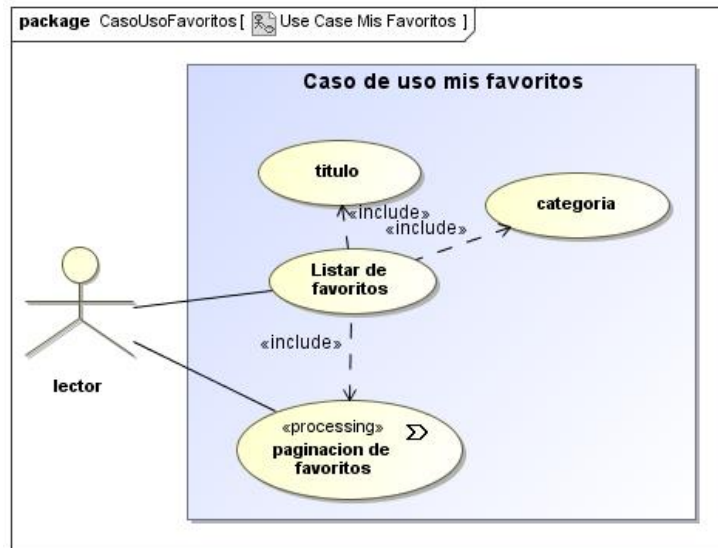 package CasoUsoFavoritos [ Use Case Mis Favoritos ]
Caso de uso mis favoritos
titulo
«include»
«include»
categoria
Listar de
favoritos
«include»
lector
«processing»
paginacion de
favoritos